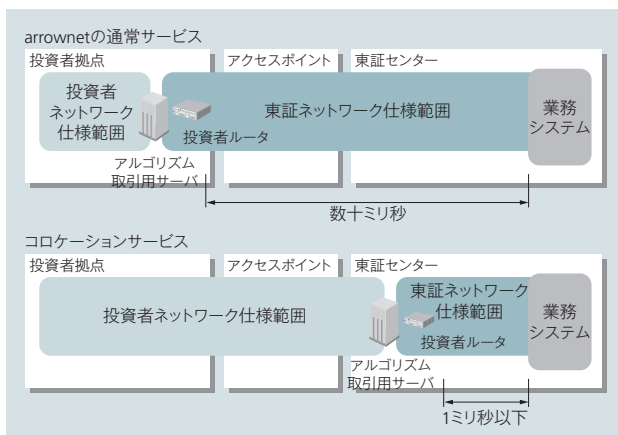 arrownetの通常サービス
投資者拠点
アクセスポイント
東証センター
投資者
ネットワーク
仕様範囲
東証ネットワーク仕様範囲
投資者ルータ
業務
システム
アルゴリズム
取引用サーバ
数十ミリ秒
コロケーションサービス
投資者拠点
アクセスポイント
東証センター
投資者ネットワーク仕様範囲
東証ネットワーク
仕様範囲
投資者ルータ
業務
システム
アルゴリズム
取引用サーバ
1ミリ秒以下